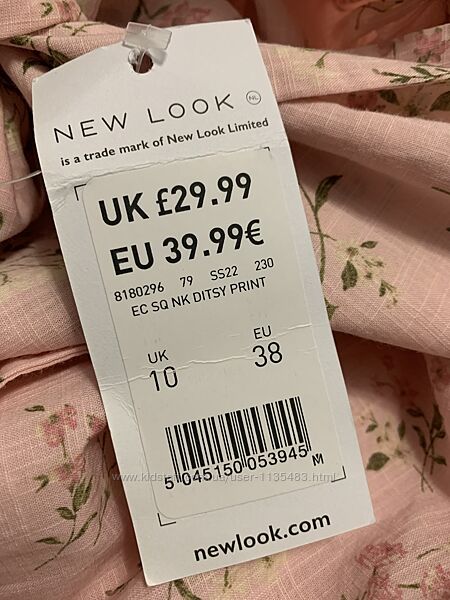 NEW LOOK NL
is a trade mark of New Look Limited
UK £29.99
EU 39.99€
8180296 79 SS22 230
EC SQ NK DITSY PRINT
UK EU
10 38
5 045150 053945 M
newlook.com